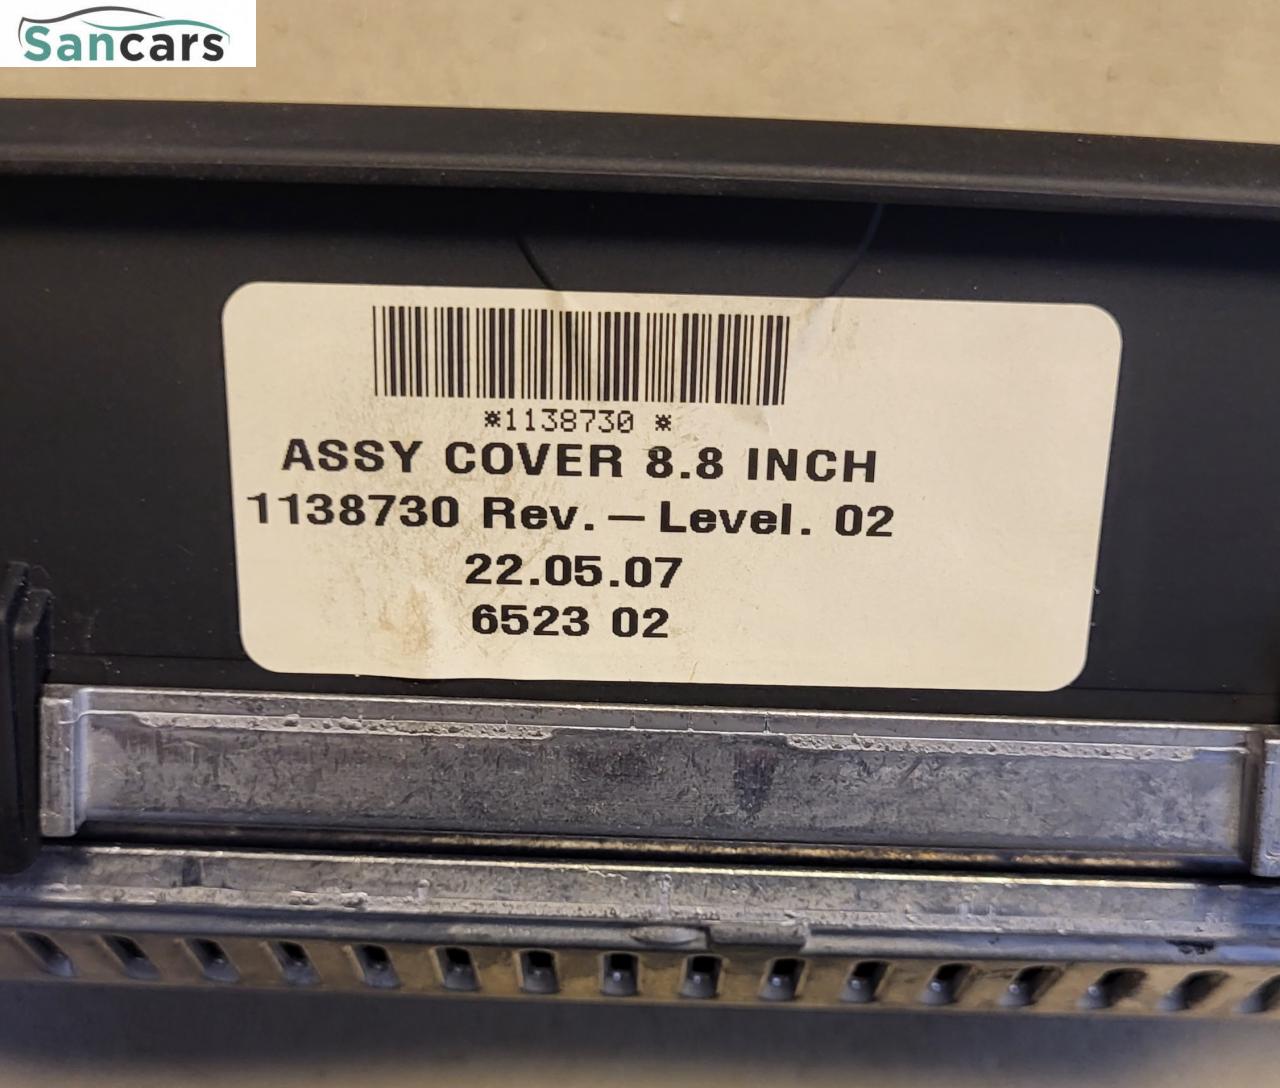 Sancars
*1138730 *
ASSY COVER 8.8 INCH
1138730 Rev.-Level. 02
22.05.07
6523 02